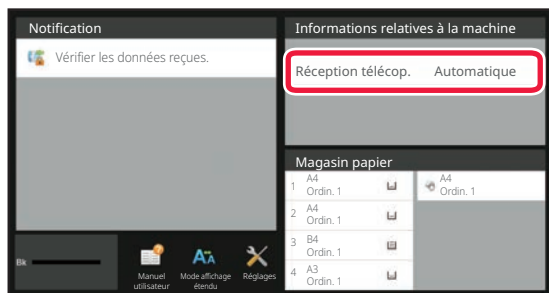 Notification
Vérifier les données reçues.
Informations relatives à la machine
Réception télécop. Automatique
Magasin papier
1 A4
Ordin. 1
A4
Ordin. 1
2 A4
Ordin. 1
3 B4
Ordin. 1
4 A3
Ordin. 1
Bk
Manuel
utilisateur
Mode affichage
étendu
Réglages